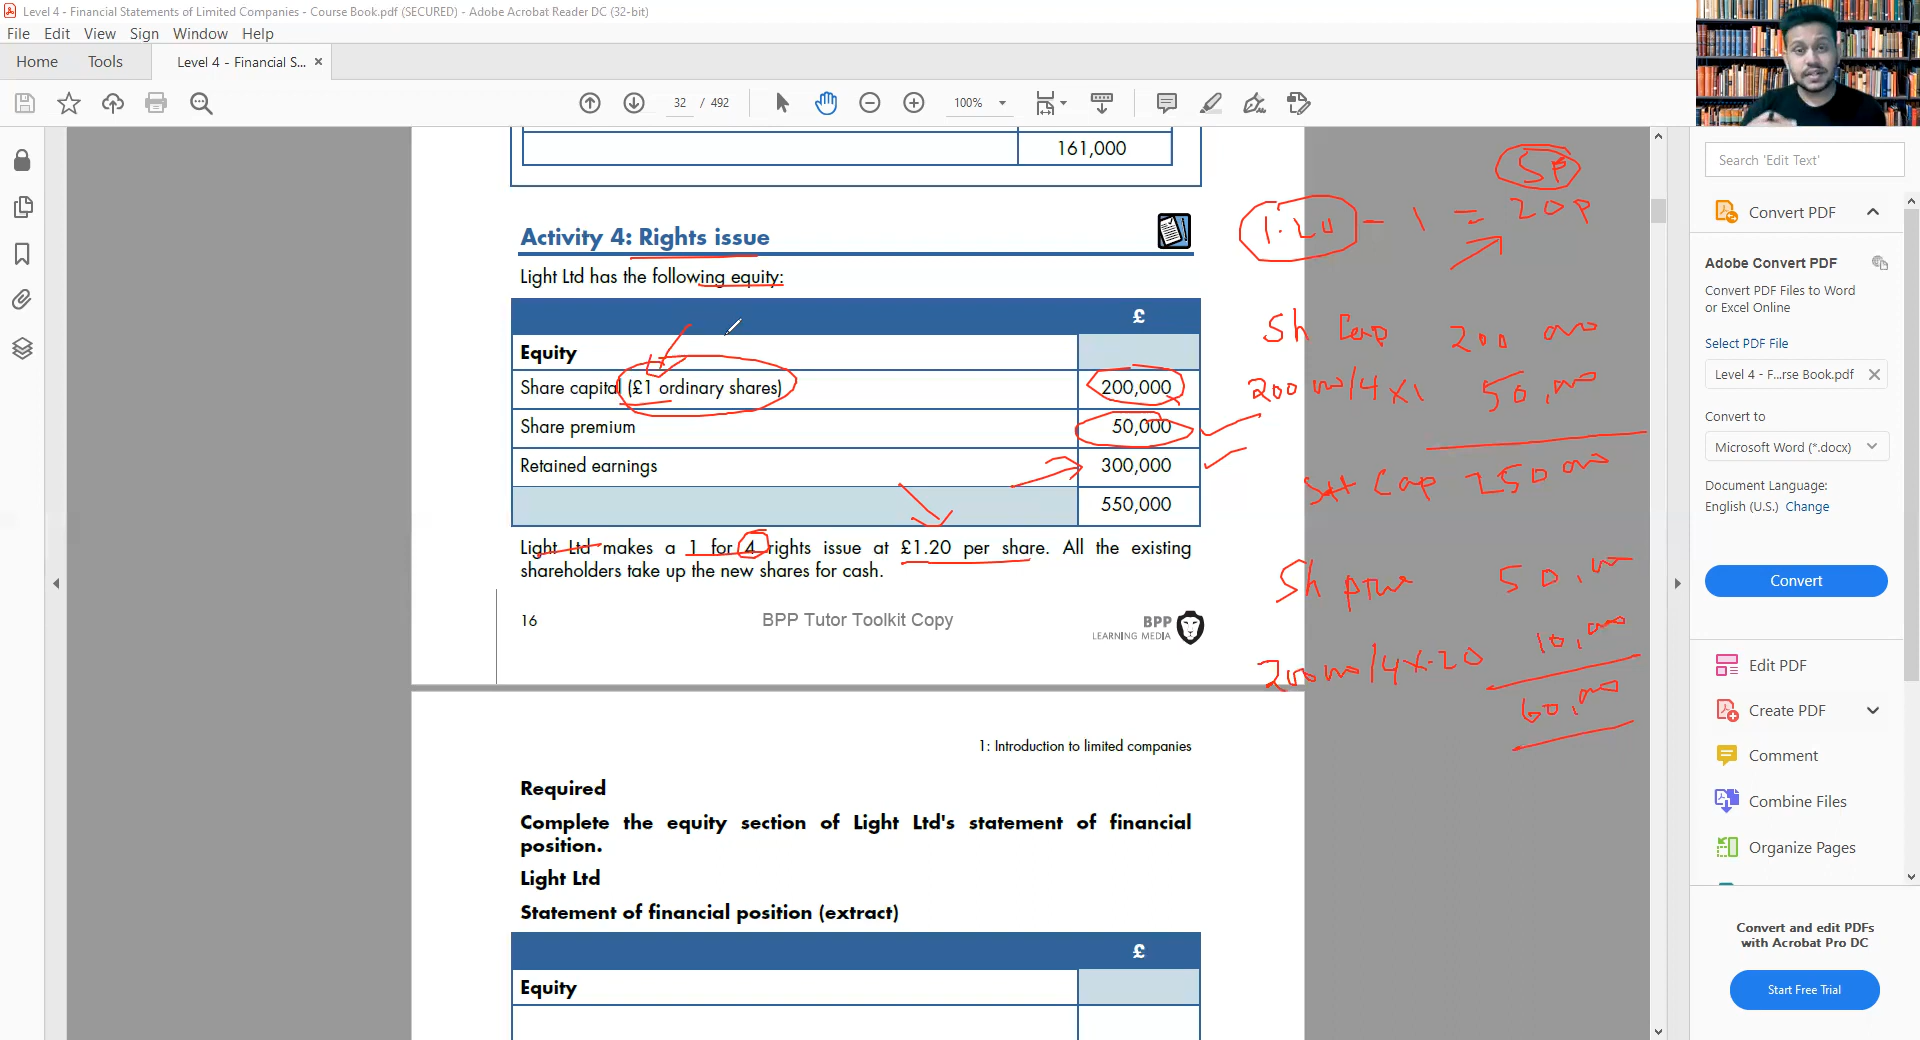 Level 4 - Financial Statements of Limited Companies - Course Book.pdf (SECURED) - Adobe Acrobat Reader DC (32-bit)
File Edit View Sign Window Help
Home Tools Level 4 - Financial S... ×
32 / 492 100%
161,000
Activity 4: Rights issue
Light Ltd has the following equity:
£
Equity
Share capital (£1 ordinary shares) 200,000
Share premium 50,000
Retained earnings 300,000
550,000
Light Ltd makes a 1 for 4 rights issue at £1.20 per share. All the existing
shareholders take up the new shares for cash.
16 BPP Tutor Toolkit Copy BPP
LEARNING MEDIA
1: Introduction to limited companies
Required
Complete the equity section of Light Ltd's statement of financial
position.
Light Ltd
Statement of financial position (extract)
£
Equity
SP
1.20 - 1 = 20p
Sh Cap 200 000
200 000/4 x 1 50,000
Sh Cap 250 000
Sh pre 50,000
200 000/4 x .20 10,000
60,000
Search 'Edit Text'
Convert PDF
Adobe Convert PDF
Convert PDF Files to Word
or Excel Online
Select PDF File
Level 4 - F...rse Book.pdf
Convert to
Microsoft Word (*.docx)
Document Language:
English (U.S.) Change
Convert
Edit PDF
Create PDF
Comment
Combine Files
Organize Pages
Convert and edit PDFs
with Acrobat Pro DC
Start Free Trial